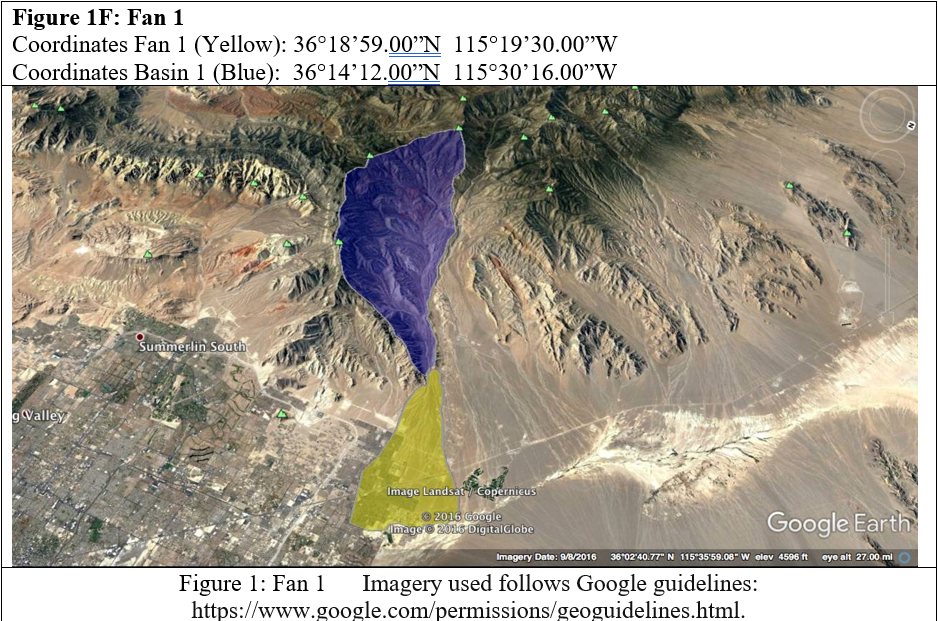 Figure 1F: Fan 1
Coordinates Fan 1 (Yellow): 36°18’59.00”N 115°19’30.00”W
Coordinates Basin 1 (Blue): 36°14’12.00”N 115°30’16.00”W
N
Summerlin South
g Valley
Image Landsat / Copernicus
© 2016 Google
Image © 2016 DigitalGlobe
Google Earth
Imagery Date: 9/8/2016 36°02'40.77" N 115°35'59.08" W elev 4596 ft eye alt 27.00 mi
Figure 1: Fan 1 Imagery used follows Google guidelines:
https://www.google.com/permissions/geoguidelines.html.